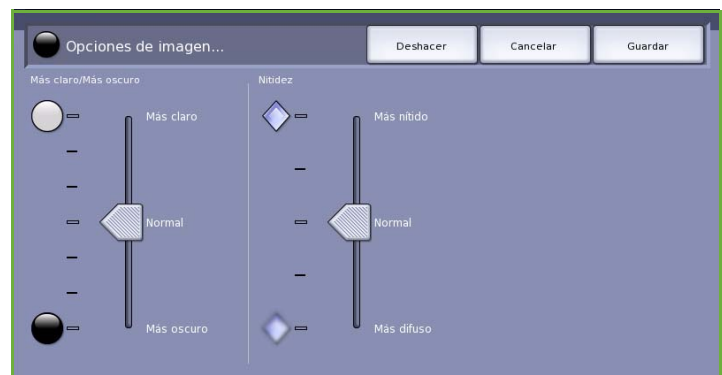 Opciones de imagen...
Deshacer
Cancelar
Guardar
Más claro/Más oscuro
Nitidez
Más claro
Más nítido
Normal
Normal
Más oscuro
Más difuso